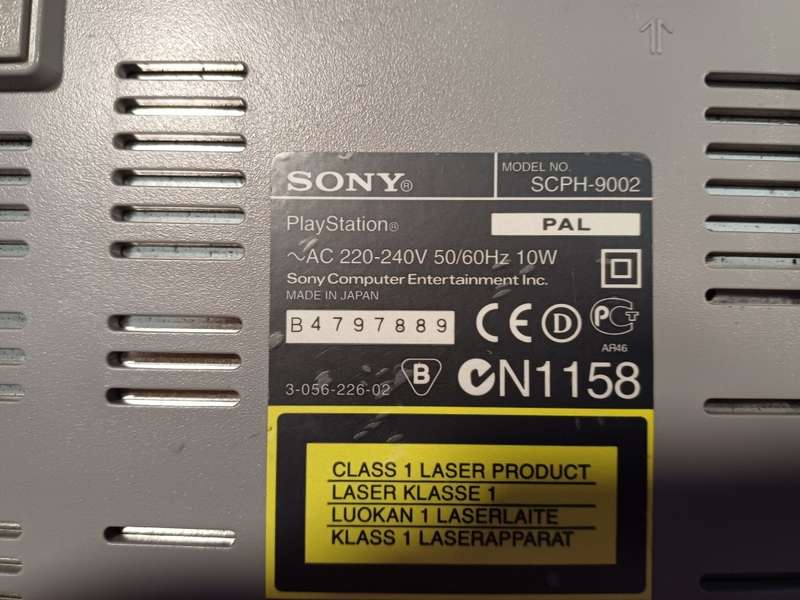 SONY®
MODEL NO.
SCPH-9002
PlayStation®
PAL
~AC 220-240V 50/60Hz 10W
Sony Computer Entertainment Inc.
MADE IN JAPAN
B4797889
CE D PCT
AR46
3-056-226-02 B N1158
CLASS 1 LASER PRODUCT
LASER KLASSE 1
LUOKAN 1 LASERLAITE
KLASS 1 LASERAPPARAT